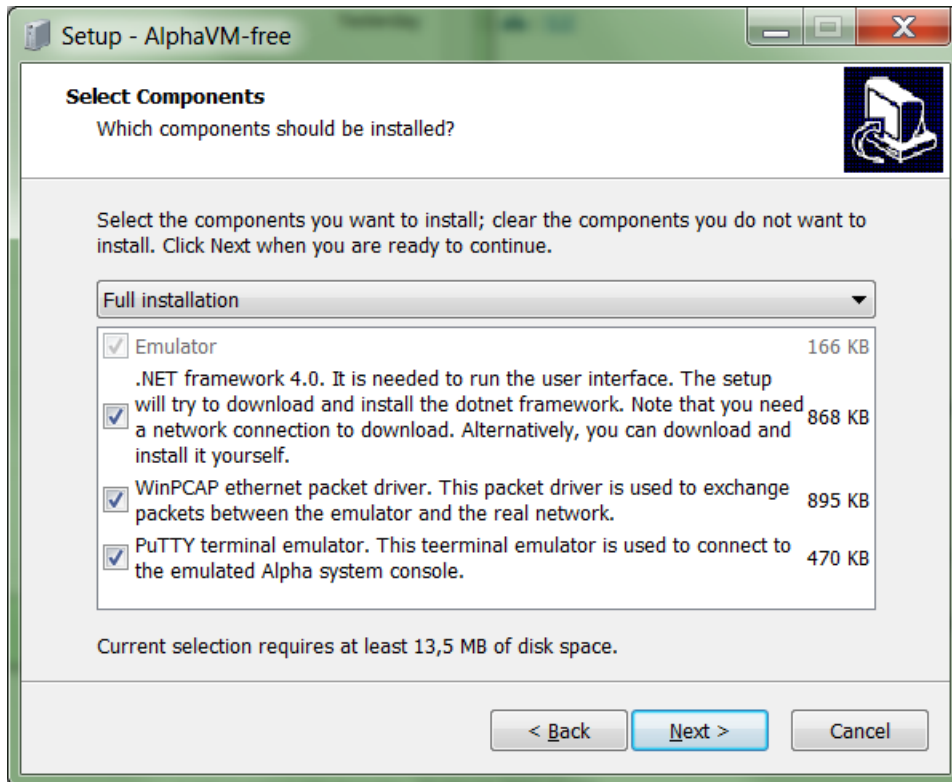 Setup - AlphaVM-free
Select Components
Which components should be installed?
Select the components you want to install; clear the components you do not want to
install. Click Next when you are ready to continue.
Full installation
Emulator 166 KB
.NET framework 4.0. It is needed to run the user interface. The setup
will try to download and install the dotnet framework. Note that you need
a network connection to download. Alternatively, you can download and
install it yourself.
868 KB
WinPCAP ethernet packet driver. This packet driver is used to exchange
packets between the emulator and the real network.
895 KB
PuTTY terminal emulator. This teerminal emulator is used to connect to
the emulated Alpha system console.
470 KB
Current selection requires at least 13,5 MB of disk space.
< Back
Next >
Cancel